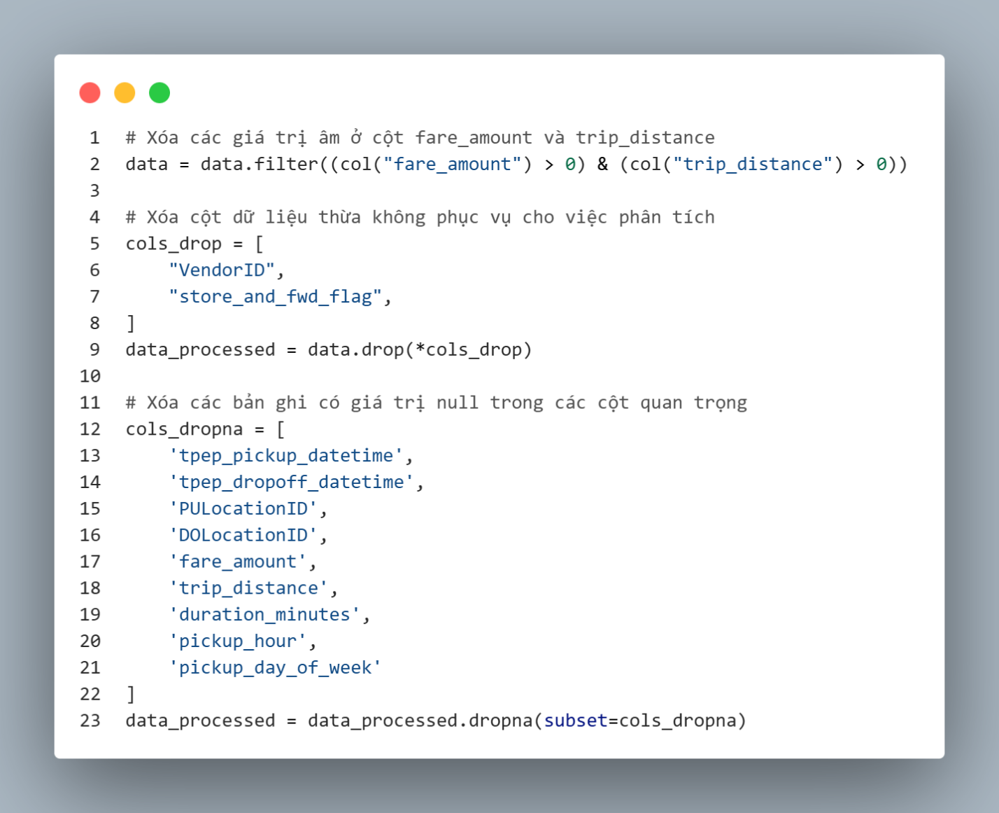 1 # Xóa các giá trị âm ở cột fare_amount và trip_distance
2 data = data.filter((col("fare_amount") > 0) & (col("trip_distance") > 0))
3
4 # Xóa cột dữ liệu thừa không phục vụ cho việc phân tích
5 cols_drop = [
6     "VendorID",
7     "store_and_fwd_flag",
8 ]
9 data_processed = data.drop(*cols_drop)
10
11 # Xóa các bản ghi có giá trị null trong các cột quan trọng
12 cols_dropna = [
13     'tpep_pickup_datetime',
14     'tpep_dropoff_datetime',
15     'PULocationID',
16     'DOLocationID',
17     'fare_amount',
18     'trip_distance',
19     'duration_minutes',
20     'pickup_hour',
21     'pickup_day_of_week'
22 ]
23 data_processed = data_processed.dropna(subset=cols_dropna)